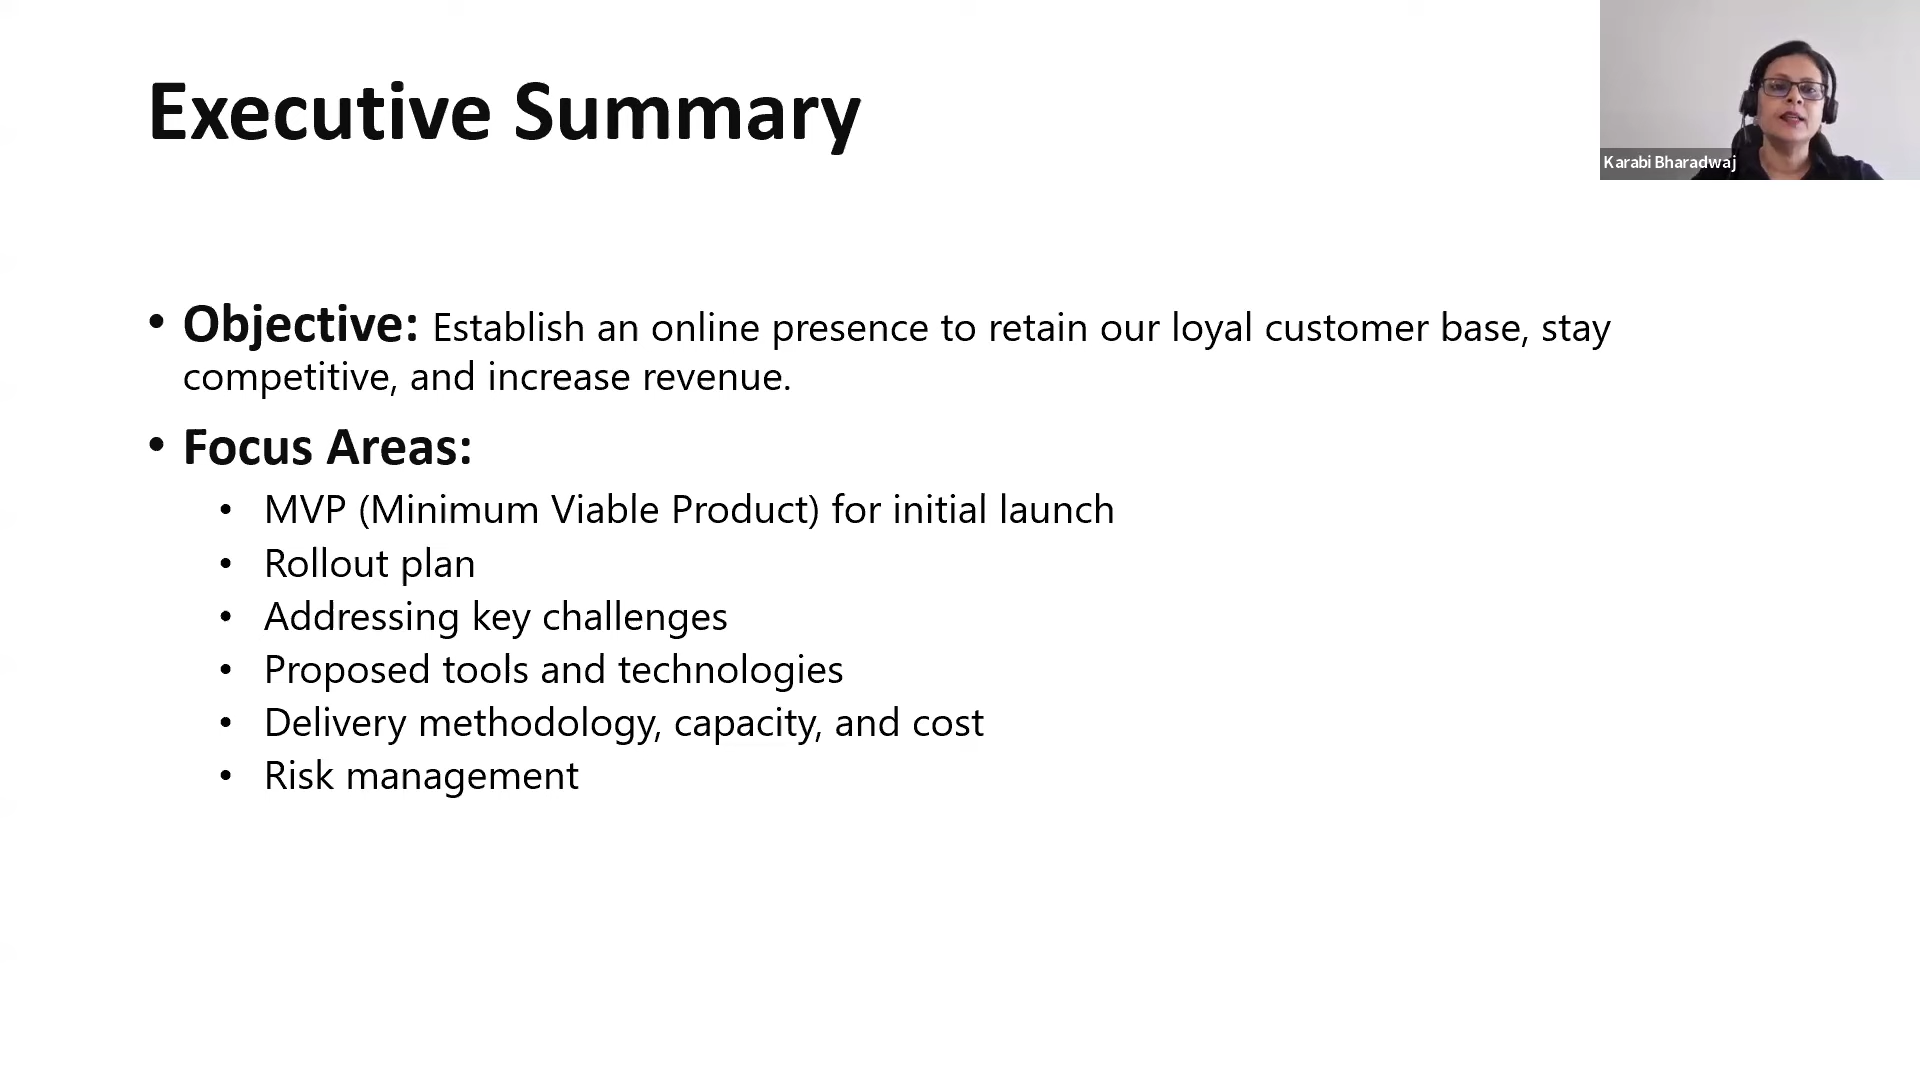 Executive Summary
Karabi Bharadwaj
• Objective: Establish an online presence to retain our loyal customer base, stay
competitive, and increase revenue.
• Focus Areas:
• MVP (Minimum Viable Product) for initial launch
• Rollout plan
• Addressing key challenges
• Proposed tools and technologies
• Delivery methodology, capacity, and cost
• Risk management